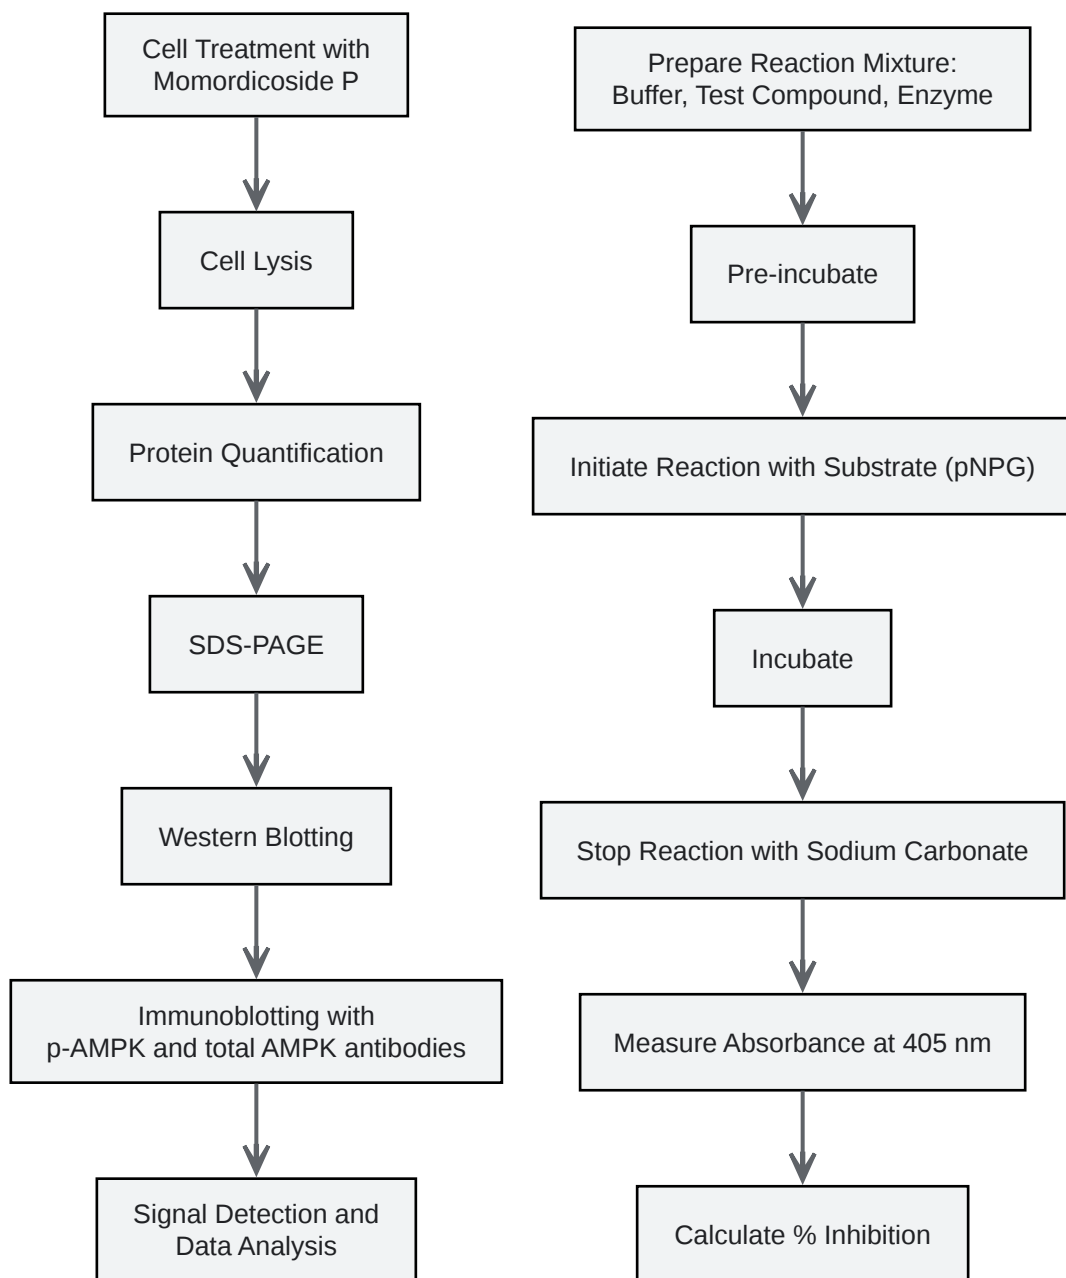 Cell Treatment with
Momordicoside P
Cell Lysis
Protein Quantification
SDS-PAGE
Western Blotting
Immunoblotting with
p-AMPK and total AMPK antibodies
Signal Detection and
Data Analysis
Prepare Reaction Mixture:
Buffer, Test Compound, Enzyme
Pre-incubate
Initiate Reaction with Substrate (pNPG)
Incubate
Stop Reaction with Sodium Carbonate
Measure Absorbance at 405 nm
Calculate % Inhibition